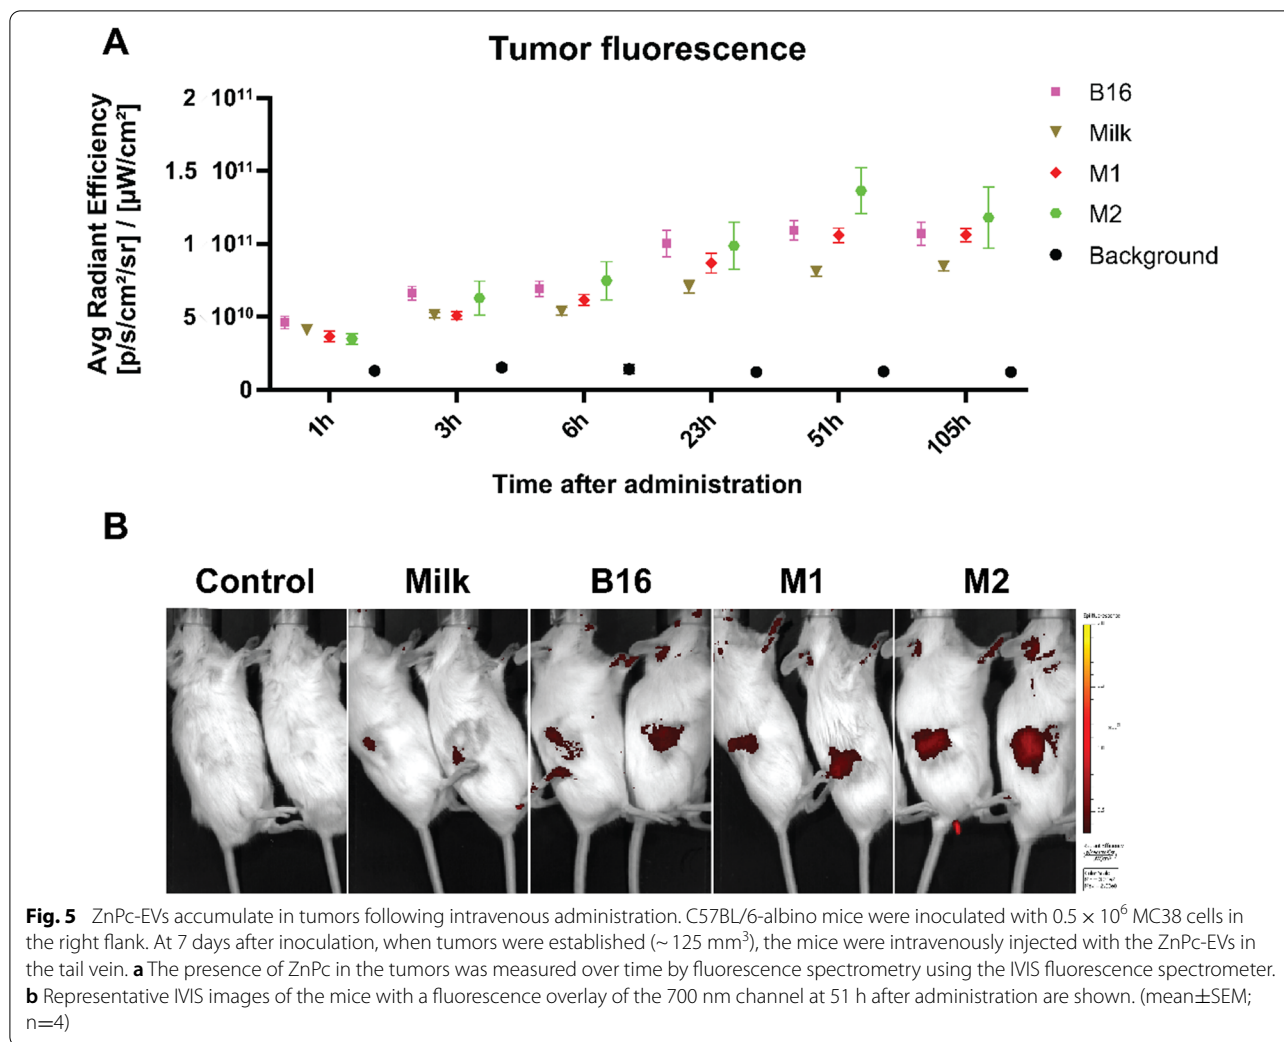 A
Tumor fluorescence
Avg Radiant Efficiency
[p/s/cm²/sr] / [µW/cm²]
2 10¹¹
1.5 10¹¹
1 10¹¹
5 10¹⁰
0
B16
Milk
M1
M2
Background
1h
3h
6h
23h
51h
105h
Time after administration
B
Control
Milk
B16
M1
M2
Fig. 5 ZnPc-EVs accumulate in tumors following intravenous administration. C57BL/6-albino mice were inoculated with 0.5 × 10⁶ MC38 cells in
the right flank. At 7 days after inoculation, when tumors were established (~ 125 mm³), the mice were intravenously injected with the ZnPc-EVs in
the tail vein. a The presence of ZnPc in the tumors was measured over time by fluorescence spectrometry using the IVIS fluorescence spectrometer.
b Representative IVIS images of the mice with a fluorescence overlay of the 700 nm channel at 51 h after administration are shown. (mean±SEM;
n=4)